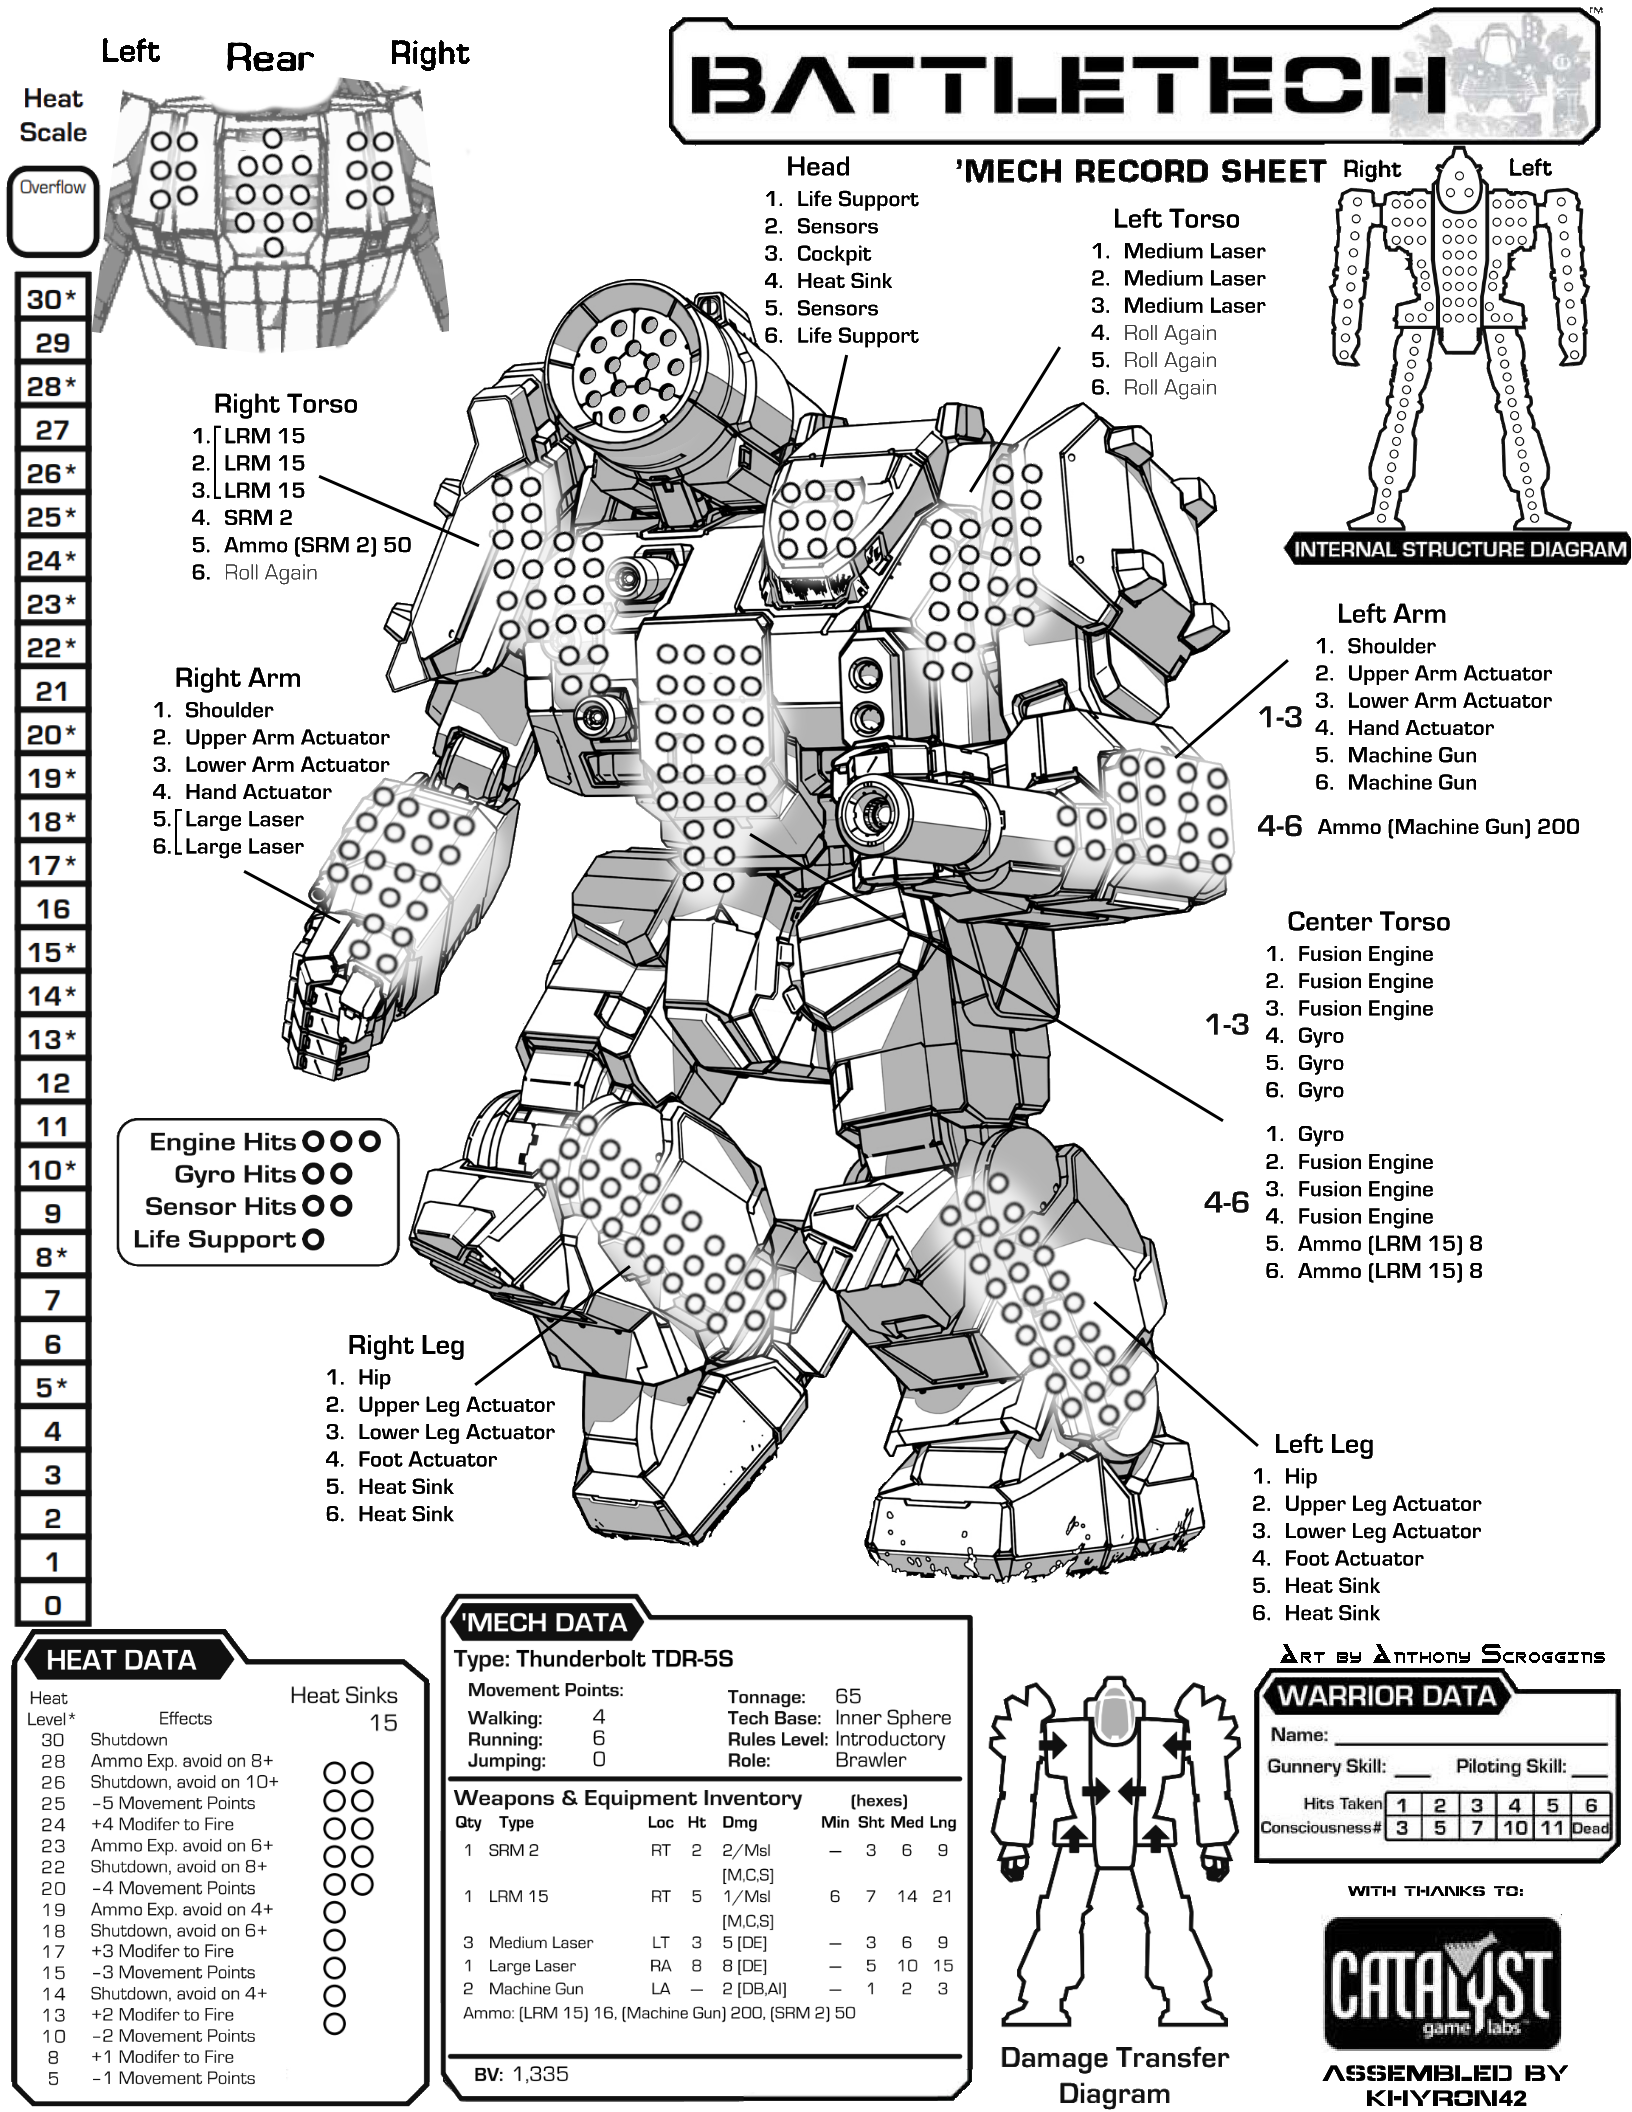 Left Rear Right
BATTLETECH™
'MECH RECORD SHEET
Heat
Scale
Overflow
30*
29
28*
27
26*
25*
24*
23*
22*
21
20*
19*
18*
17*
16
15*
14*
13*
12
11
10*
9
8*
7
6
5*
4
3
2
1
0
Head
1. Life Support
2. Sensors
3. Cockpit
4. Heat Sink
5. Sensors
6. Life Support
Left Torso
1. Medium Laser
2. Medium Laser
3. Medium Laser
4. Roll Again
5. Roll Again
6. Roll Again
Right Left
INTERNAL STRUCTURE DIAGRAM
Right Torso
1. LRM 15
2. LRM 15
3. LRM 15
4. SRM 2
5. Ammo (SRM 2) 50
6. Roll Again
Left Arm
1-3
1. Shoulder
2. Upper Arm Actuator
3. Lower Arm Actuator
4. Hand Actuator
5. Machine Gun
6. Machine Gun
4-6 Ammo (Machine Gun) 200
Right Arm
1. Shoulder
2. Upper Arm Actuator
3. Lower Arm Actuator
4. Hand Actuator
5. Large Laser
6. Large Laser
Center Torso
1-3
1. Fusion Engine
2. Fusion Engine
3. Fusion Engine
4. Gyro
5. Gyro
6. Gyro
4-6
1. Gyro
2. Fusion Engine
3. Fusion Engine
4. Fusion Engine
5. Ammo (LRM 15) 8
6. Ammo (LRM 15) 8
Engine Hits
Gyro Hits
Sensor Hits
Life Support
Right Leg
1. Hip
2. Upper Leg Actuator
3. Lower Leg Actuator
4. Foot Actuator
5. Heat Sink
6. Heat Sink
Left Leg
1. Hip
2. Upper Leg Actuator
3. Lower Leg Actuator
4. Foot Actuator
5. Heat Sink
6. Heat Sink
HEAT DATA
Heat
Level* Effects
Heat Sinks
15
30 Shutdown
28 Ammo Exp. avoid on 8+
26 Shutdown, avoid on 10+
25 -5 Movement Points
24 +4 Modifer to Fire
23 Ammo Exp. avoid on 6+
22 Shutdown, avoid on 8+
20 -4 Movement Points
19 Ammo Exp. avoid on 4+
18 Shutdown, avoid on 6+
17 +3 Modifer to Fire
15 -3 Movement Points
14 Shutdown, avoid on 4+
13 +2 Modifer to Fire
10 -2 Movement Points
8 +1 Modifer to Fire
5 -1 Movement Points
'MECH DATA
Type: Thunderbolt TDR-5S
Movement Points:
Walking: 4
Running: 6
Jumping: 0
Tonnage: 65
Tech Base: Inner Sphere
Rules Level: Introductory
Role: Brawler
Weapons & Equipment Inventory (hexes)
Qty Type Loc Ht Dmg Min Sht Med Lng
1 SRM 2 RT 2 2/Msl — 3 6 9
[M,C,S]
1 LRM 15 RT 5 1/Msl 6 7 14 21
[M,C,S]
3 Medium Laser LT 3 5 [DE] — 3 6 9
1 Large Laser RA 8 8 [DE] — 5 10 15
2 Machine Gun LA — 2 [DB,AI] — 1 2 3
Ammo: (LRM 15) 16, (Machine Gun) 200, (SRM 2) 50
BV: 1,335
Damage Transfer
Diagram
Art by Anthony Scroggins
WARRIOR DATA
Name:
Gunnery Skill: Piloting Skill:
Hits Taken 1 2 3 4 5 6
Consciousness# 3 5 7 10 11 Dead
WITH THANKS TO:
CATALYST
game labs™
ASSEMBLED BY
KHYRON42